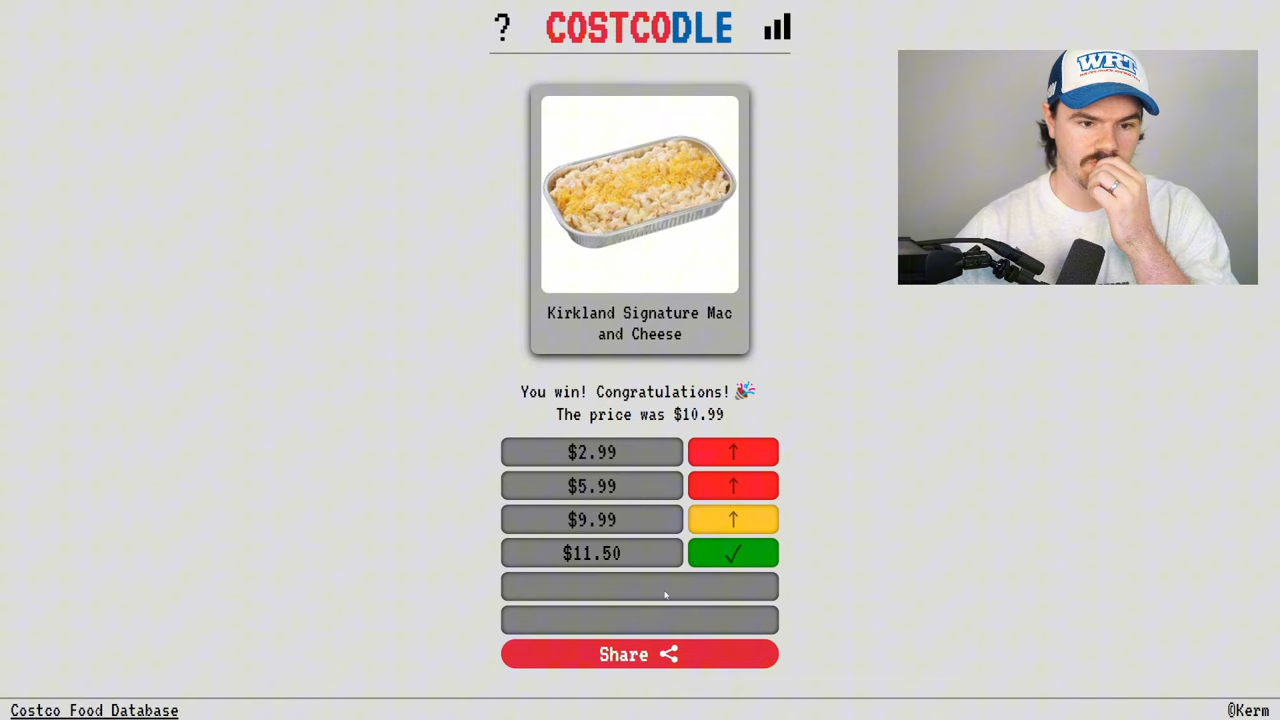 ?
COSTCODLE
WRT
Kirkland Signature Mac
and Cheese
You win! Congratulations!🎉
The price was $10.99
$2.99 ↑
$5.99 ↑
$9.99 ↑
$11.50 ✓
Share
Costco Food Database
@Kerm